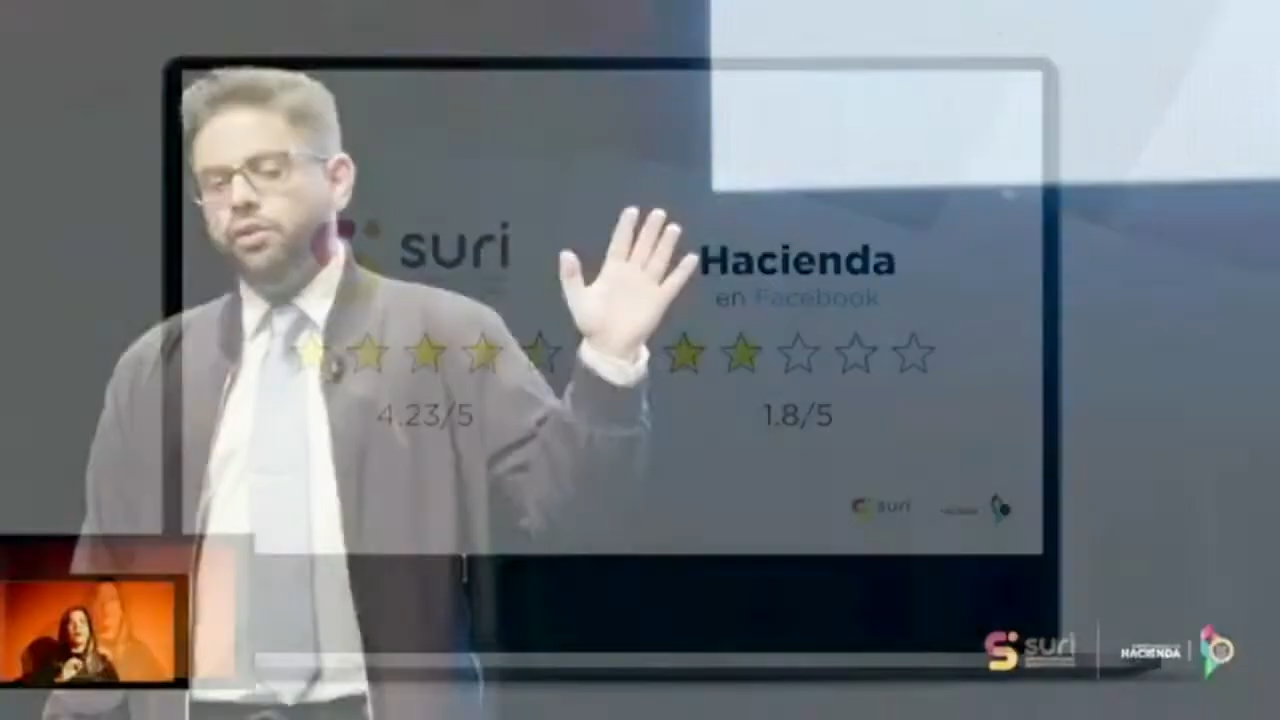 suri
Hacienda
en Facebook
4.23/5
1.8/5
suri
suri
HACIENDA